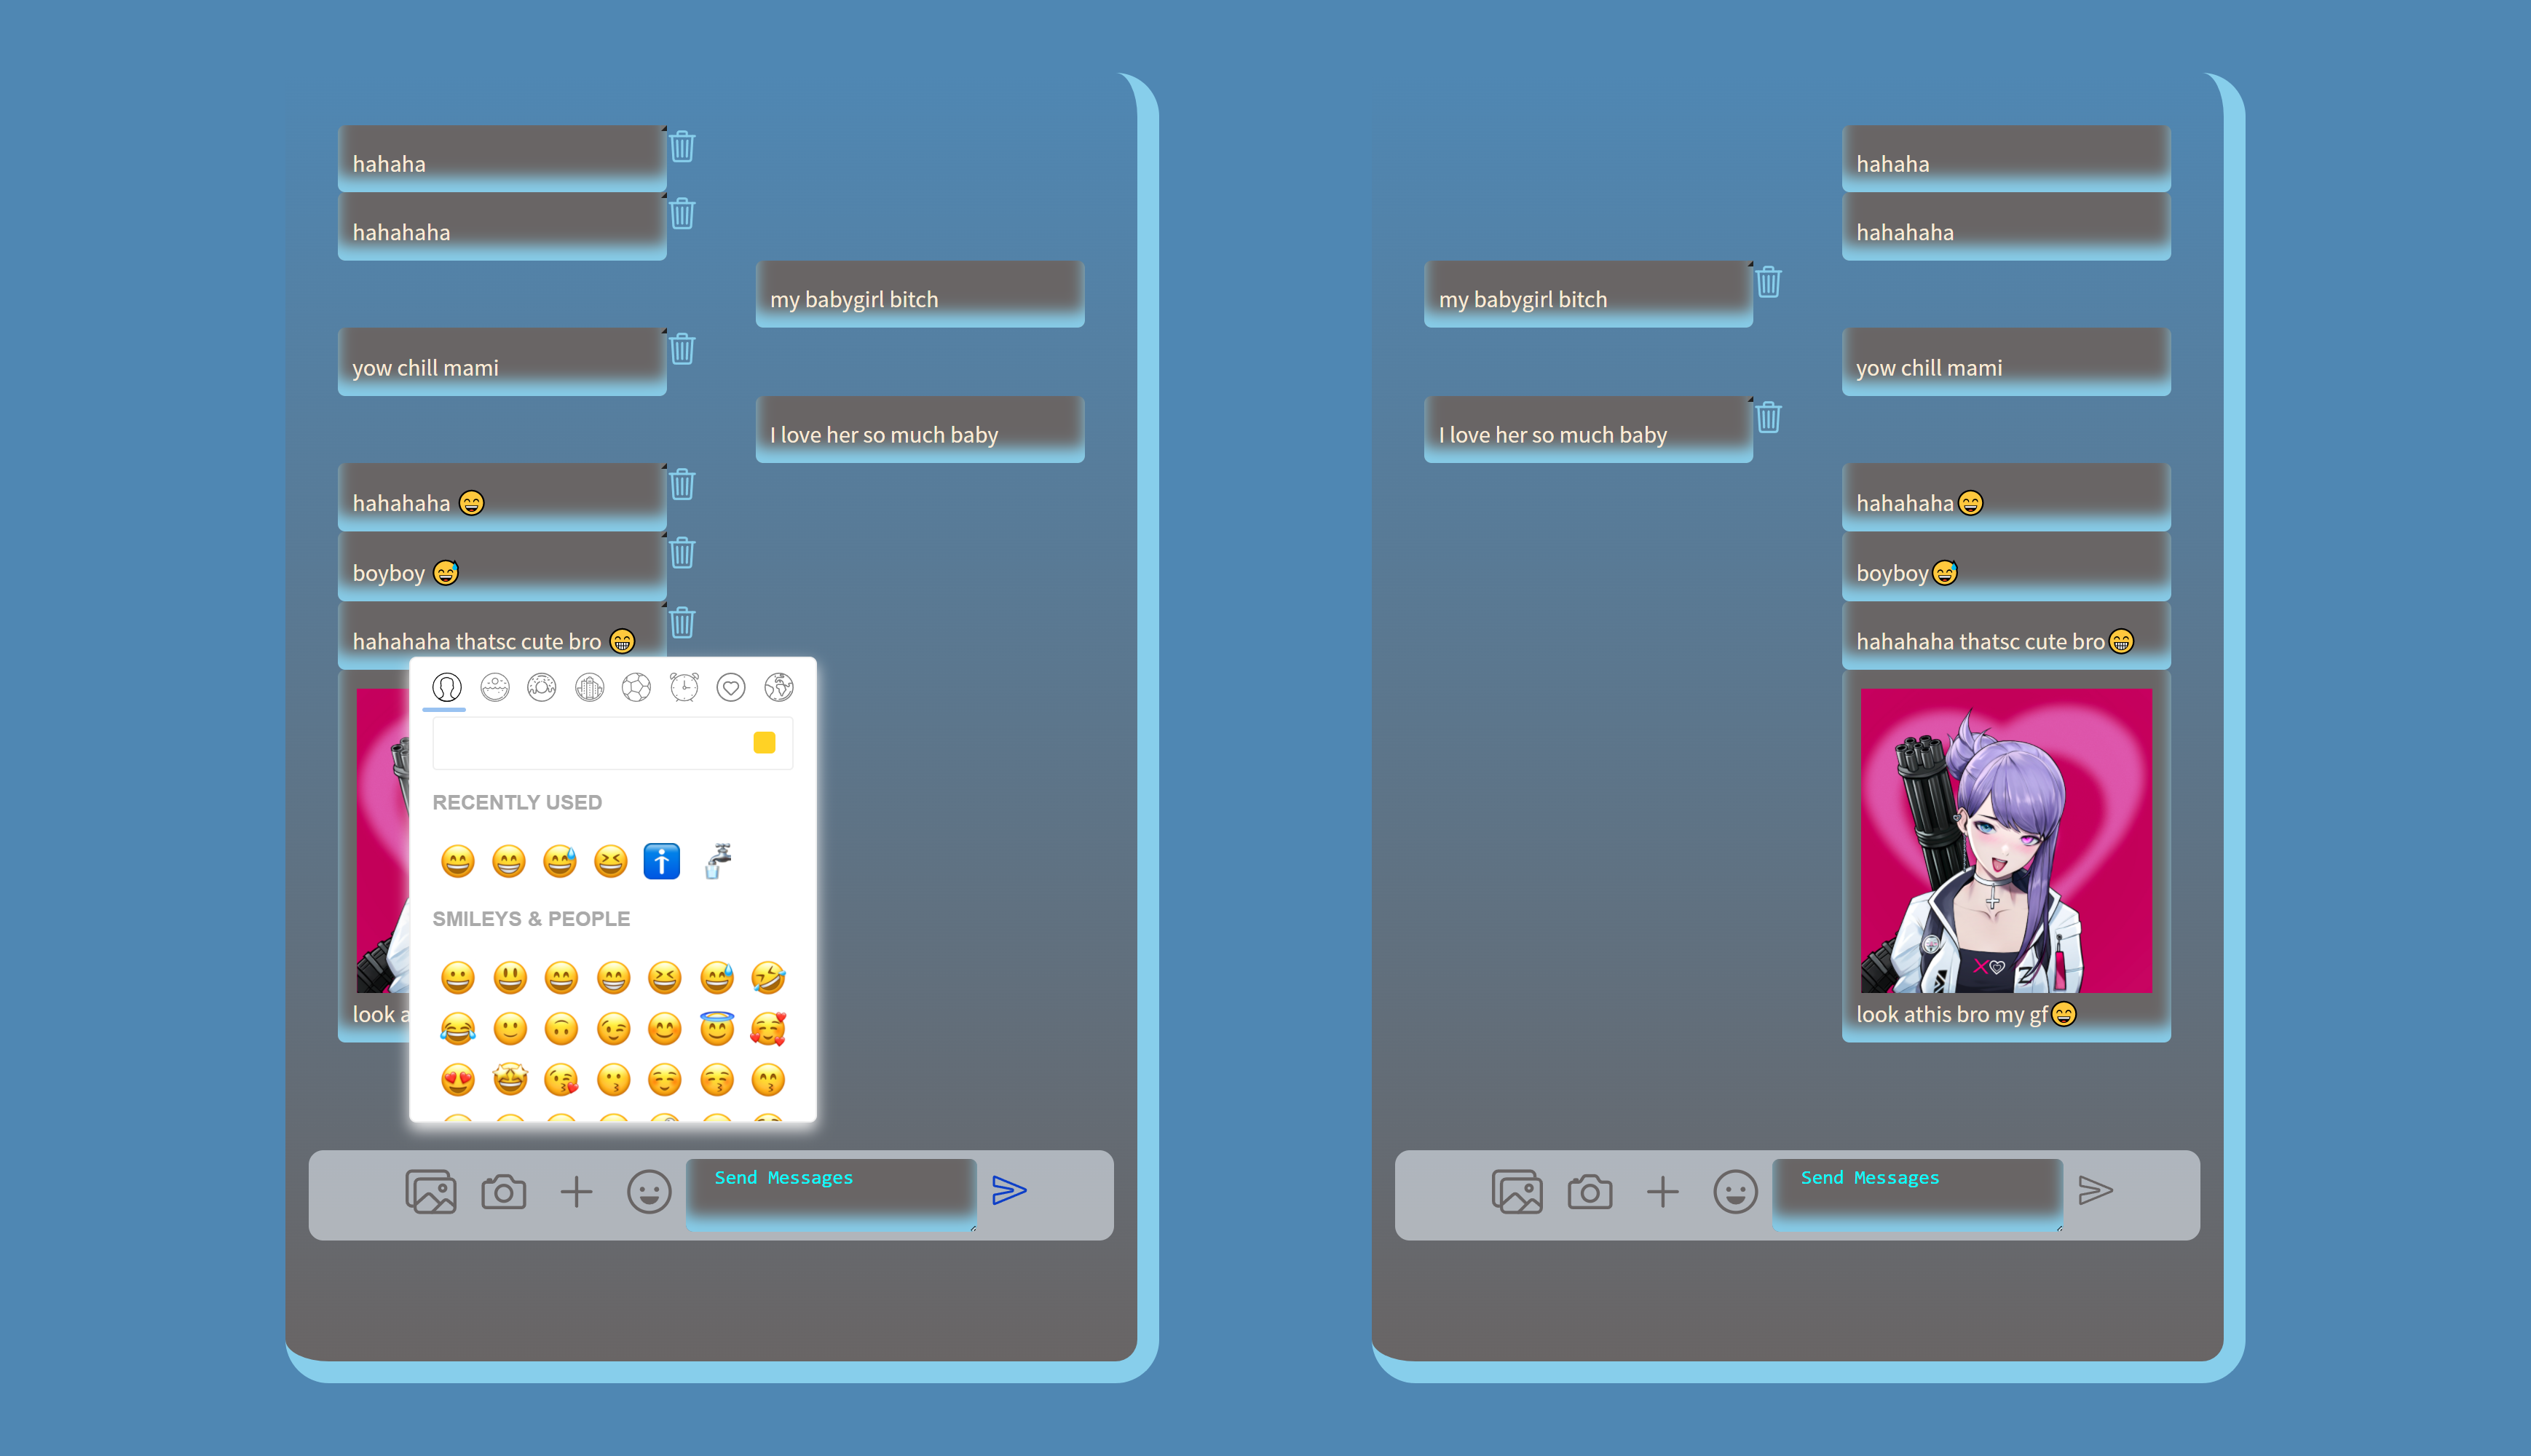 hahaha
hahahaha
my babygirl bitch
yow chill mami
I love her so much baby
hahahaha 😄
boyboy 😅
hahahaha thatsc cute bro 😁
RECENTLY USED
SMILEYS & PEOPLE
look a
Send Messages
hahaha
hahahaha
my babygirl bitch
yow chill mami
I love her so much baby
hahahaha😄
boyboy😅
hahahaha thatsc cute bro😁
look athis bro my gf😄
Send Messages